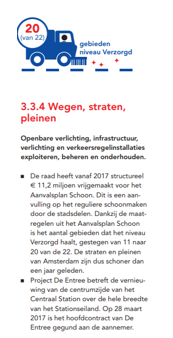 20
(van 22)
gebieden
niveau Verzorgd
3.3.4 Wegen, straten,
pleinen
Openbare verlichting, infrastructuur,
verlichting en verkeersregelinstallaties
exploiteren, beheren en onderhouden.
■ De raad heeft vanaf 2017 structureel
€ 11,2 miljoen vrijgemaakt voor het
Aanvalsplan Schoon. Dit is een aan-
vulling op het reguliere schoonmaken
door de stadsdelen. Dankzij de maat-
regelen uit het Aanvalsplan Schoon
is het aantal gebieden dat het niveau
Verzorgd haalt, gestegen van 11 naar
20 van de 22. De straten en pleinen
van Amsterdam zijn dus schoner dan
een jaar geleden.
■ Project De Entree betreft de vernieu-
wing van de centrumzijde van het
Centraal Station over de hele breedte
van het Stationseiland. Op 28 maart
2017 is het hoofdcontract van De
Entree gegund aan de aannemer.